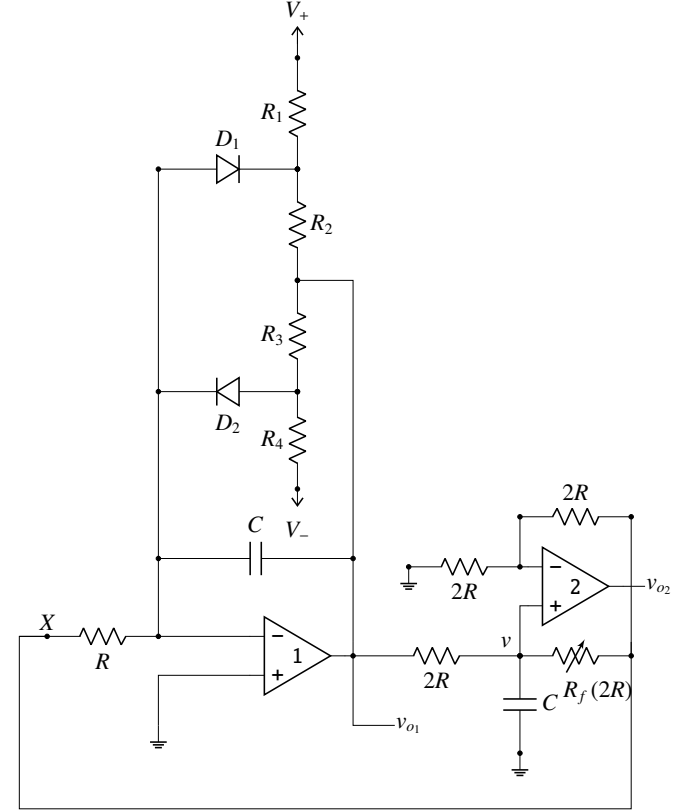 V+
R1
D1
R2
R3
D2
R4
V−
C
2R
−
2
+
vo2
2R
X
R
−
1
+
v
2R
C
Rf (2R)
vo1